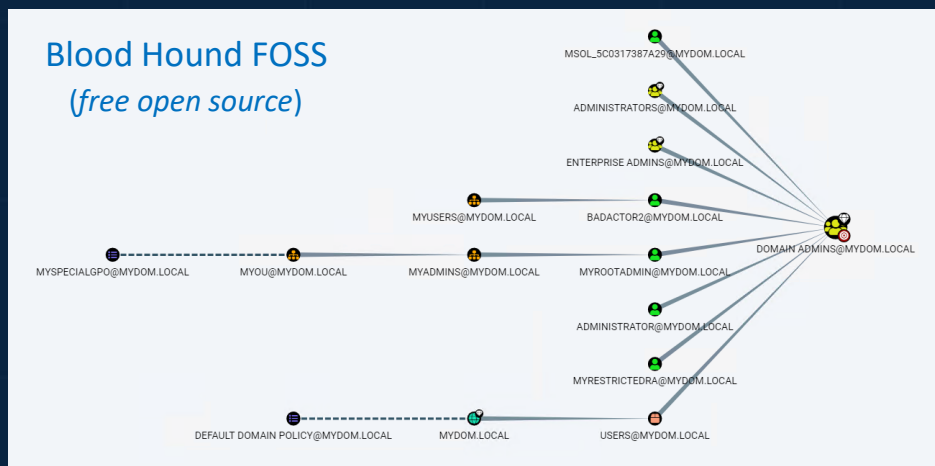 Blood Hound FOSS
(free open source)
MSOL_5C0317387A29@MYDOM.LOCAL
ADMINISTRATORS@MYDOM.LOCAL
ENTERPRISE ADMINS@MYDOM.LOCAL
MYUSERS@MYDOM.LOCAL
BADACTOR2@MYDOM.LOCAL
DOMAIN ADMINS@MYDOM.LOCAL
MYSPECIALGPO@MYDOM.LOCAL
MYOU@MYDOM.LOCAL
MYADMINS@MYDOM.LOCAL
MYROOTADMIN@MYDOM.LOCAL
ADMINISTRATOR@MYDOM.LOCAL
MYRESTRICTEDRA@MYDOM.LOCAL
DEFAULT DOMAIN POLICY@MYDOM.LOCAL
MYDOM.LOCAL
USERS@MYDOM.LOCAL